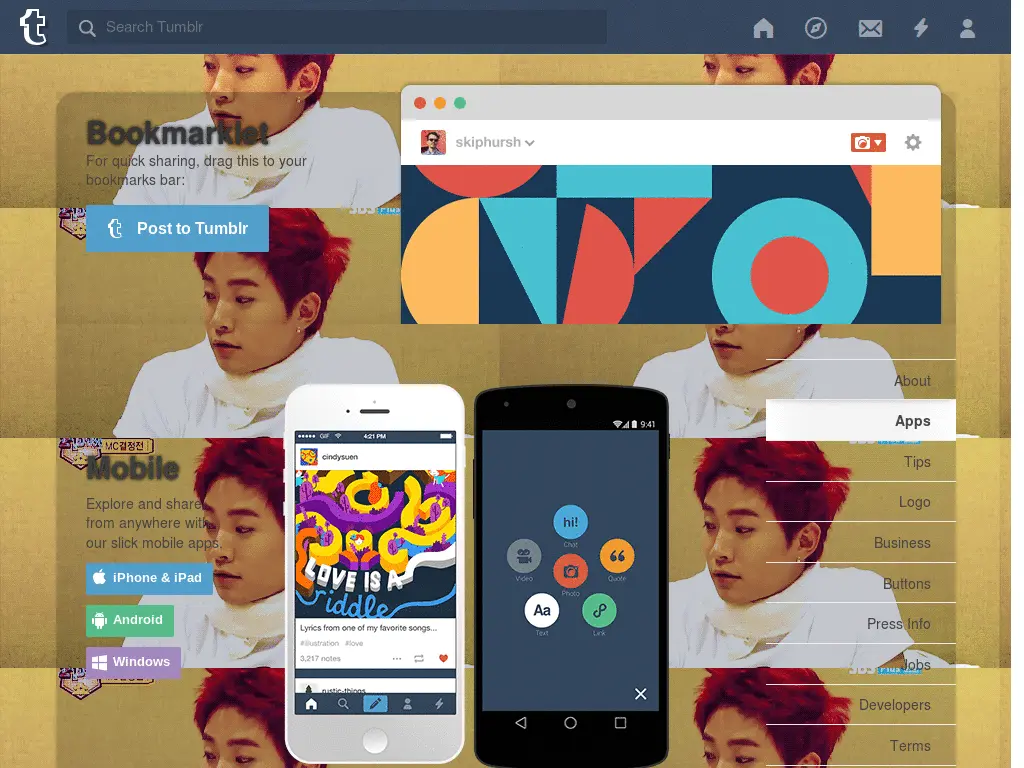 Search Tumblr
Bookmarklet
For quick sharing, drag this to your
bookmarks bar:
Post to Tumblr
skiphursh
About
Apps
Tips
Logo
Business
Buttons
Press Info
Jobs
Developers
Terms
Mobile
Explore and share
from anywhere with
our slick mobile apps.
iPhone & iPad
Android
Windows
GIF
4:21 PM
cindysuen
LOVE IS A
riddle
Lyrics from one of my favorite songs...
#illustration #love
3,217 notes
rustic-things
9:41
hi!
Chat
Video
Quote
Photo
Aa
Text
Link
MC결정전